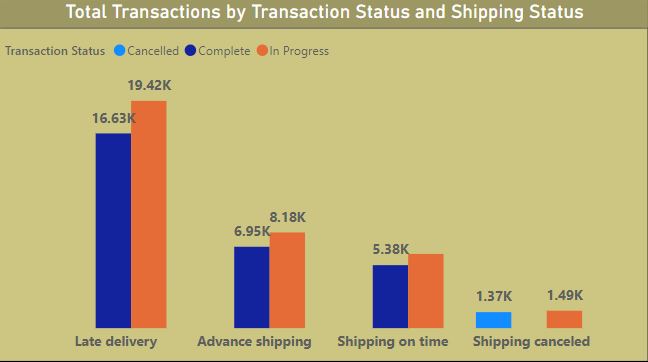 Total Transactions by Transaction Status and Shipping Status
Transaction Status Cancelled Complete In Progress
19.42K
16.63K
8.18K
6.95K
5.38K
1.37K 1.49K
Late delivery Advance shipping Shipping on time Shipping canceled